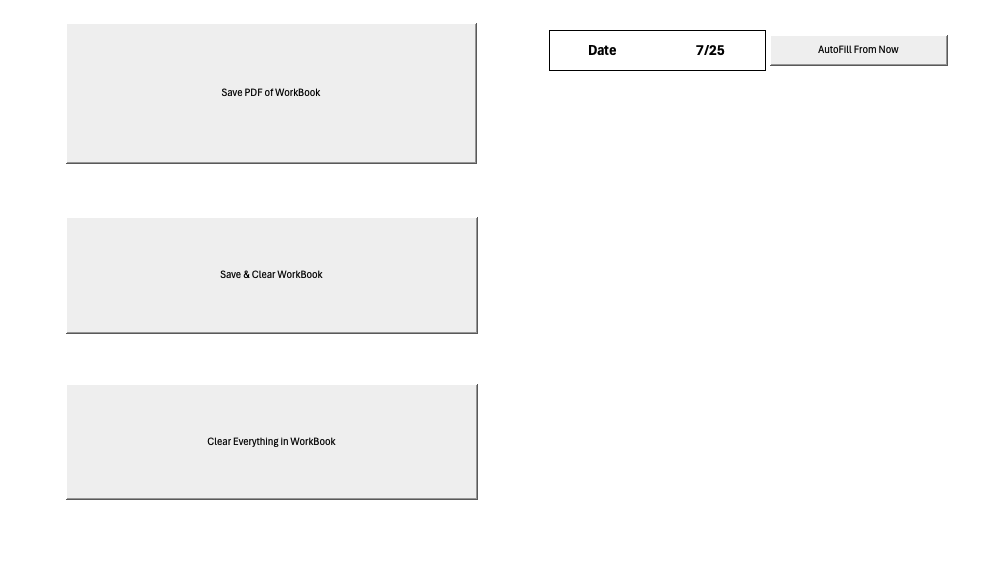 Save PDF of WorkBook
Date 7/25
AutoFill From Now
Save & Clear WorkBook
Clear Everything in WorkBook